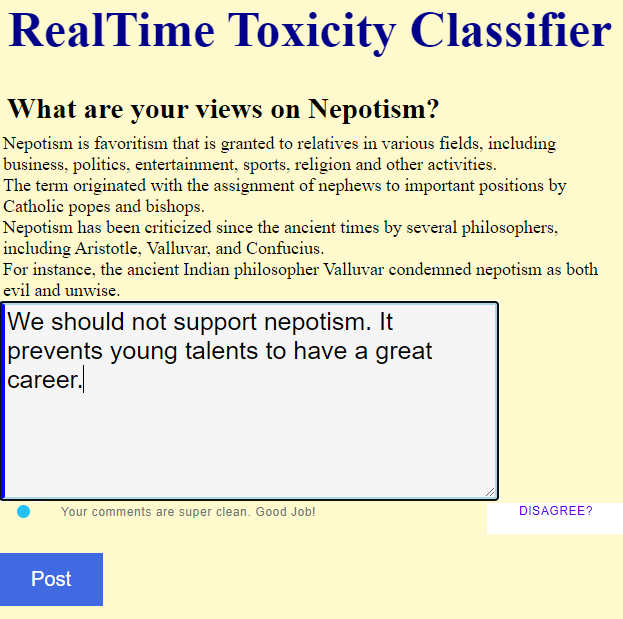 RealTime Toxicity Classifier
What are your views on Nepotism?
Nepotism is favoritism that is granted to relatives in various fields, including
business, politics, entertainment, sports, religion and other activities.
The term originated with the assignment of nephews to important positions by
Catholic popes and bishops.
Nepotism has been criticized since the ancient times by several philosophers,
including Aristotle, Valluvar, and Confucius.
For instance, the ancient Indian philosopher Valluvar condemned nepotism as both
evil and unwise.
We should not support nepotism. It
prevents young talents to have a great
career.
Your comments are super clean. Good Job!
DISAGREE?
Post